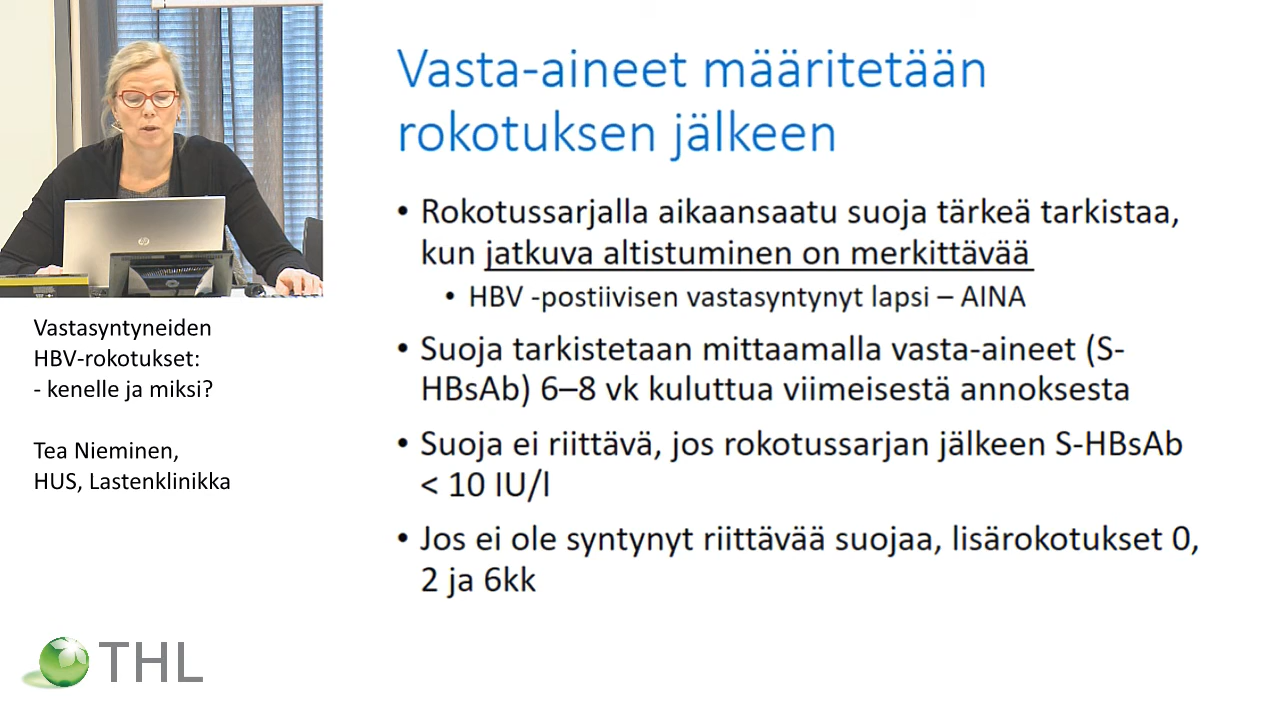 Vasta-aineet määritetään
rokotuksen jälkeen
• Rokotussarjalla aikaansaatu suoja tärkeä tarkistaa,
kun jatkuva altistuminen on merkittävää
• HBV -postiivisen vastasyntynyt lapsi – AINA
• Suoja tarkistetaan mittaamalla vasta-aineet (S-
HBsAb) 6–8 vk kuluttua viimeisestä annoksesta
• Suoja ei riittävä, jos rokotussarjan jälkeen S-HBsAb
< 10 IU/l
• Jos ei ole syntynyt riittävää suojaa, lisärokotukset 0,
2 ja 6kk
Vastasyntyneiden
HBV-rokotukset:
- kenelle ja miksi?
Tea Nieminen,
HUS, Lastenklinikka
THL
hp